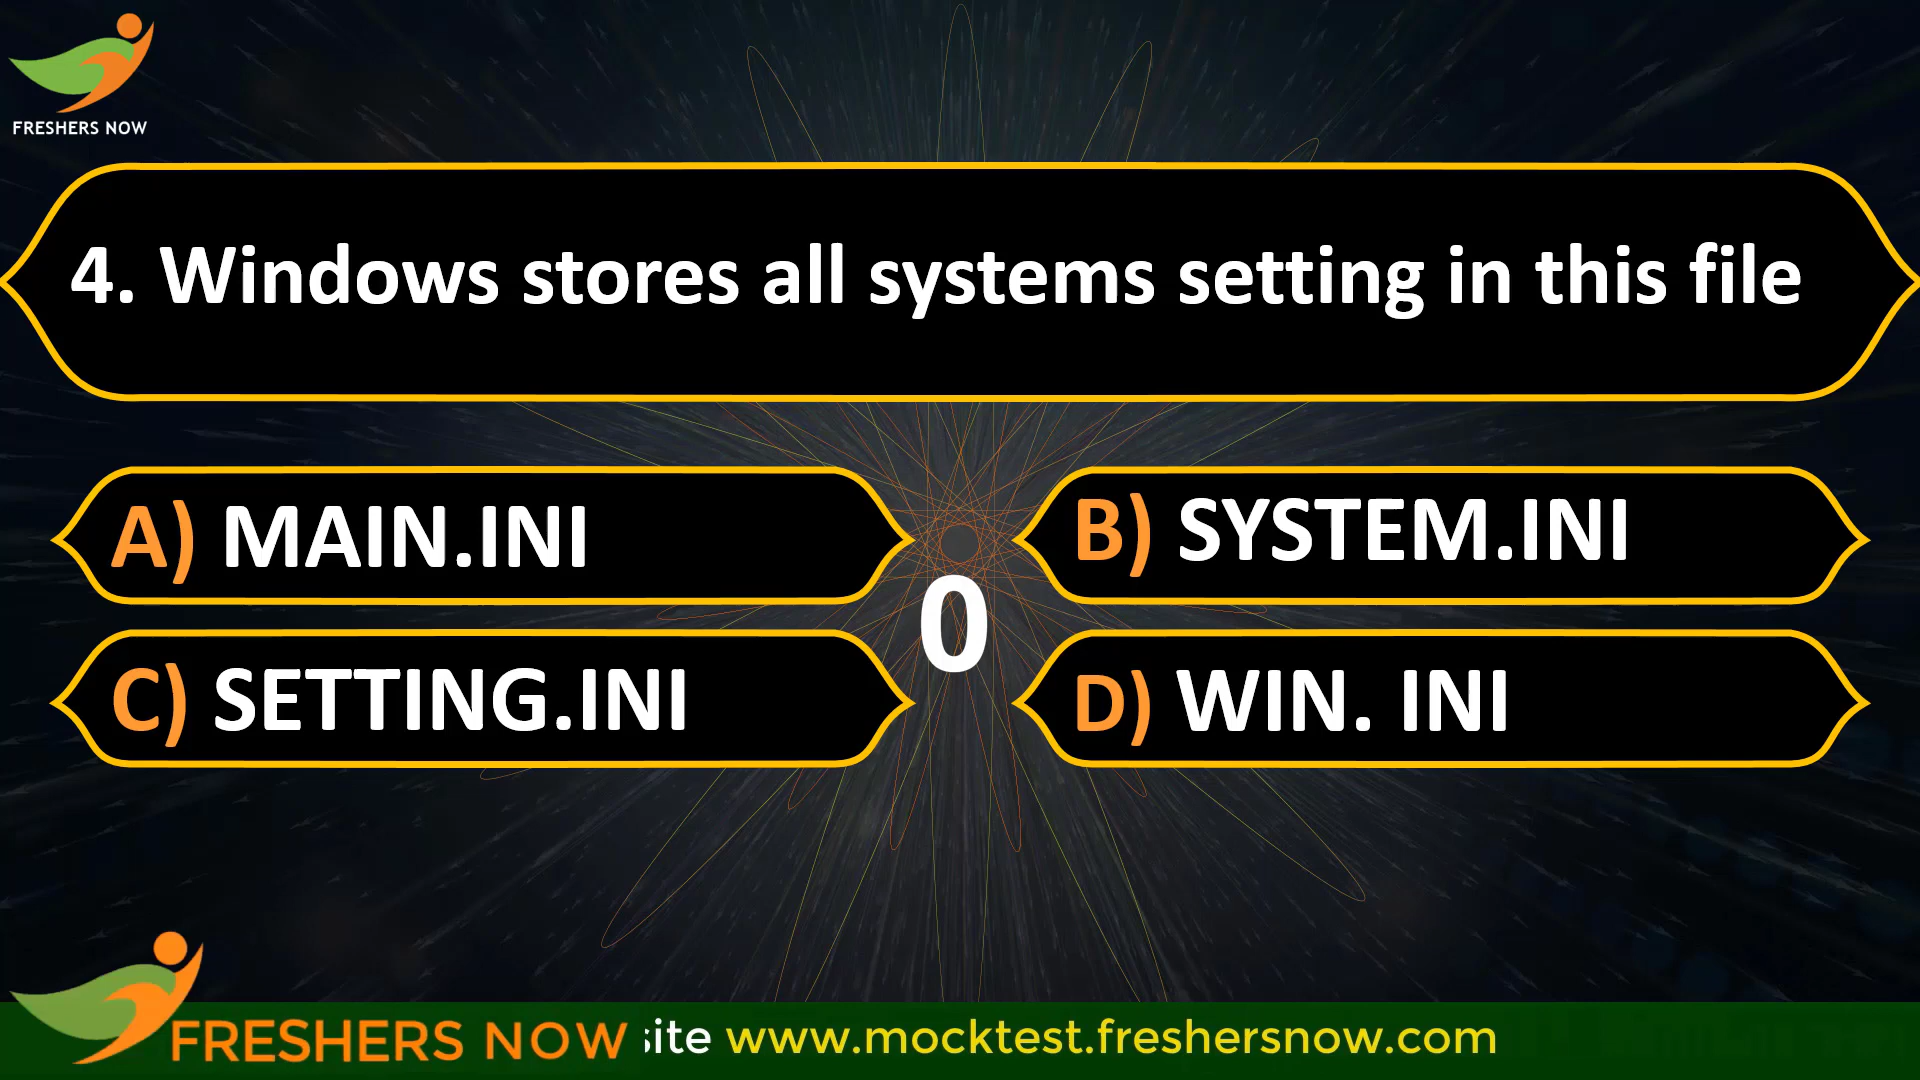 FRESHERS NOW
4. Windows stores all systems setting in this file
A) MAIN.INI
B) SYSTEM.INI
0
C) SETTING.INI
D) WIN. INI
FRESHERS NOW
site www.mocktest.freshersnow.com